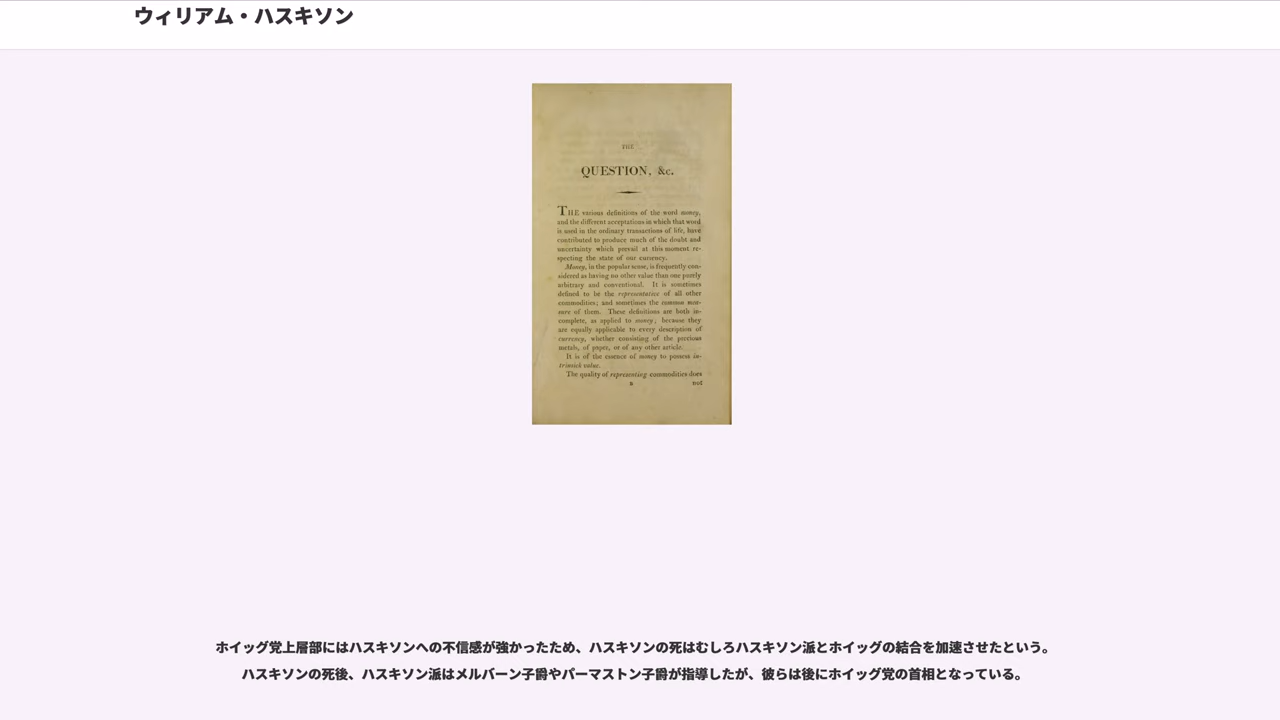 ウィリアム・ハスキソン
THE
QUESTION, &c.
THE various definitions of the word money,
and the different acceptations in which that word
is used in the ordinary transactions of life, have
contributed to produce much of the doubt and
uncertainty which prevail at this moment re-
specting the state of our currency.
Money, in the popular sense, is frequently con-
sidered as having no other value than one purely
arbitrary and conventional. It is sometimes
defined to be the representative of all other
commodities; and sometimes the common mea-
sure of them. These definitions are both in-
complete, as applied to money, because they
are equally applicable to every description of
currency, whether consisting of the precious
metals, of paper, or of any other article.
It is of the essence of money to possess in-
trinsick value.
The quality of representing commodities does
B not
ホイッグ党上層部にはハスキソンへの不信感が強かったため、ハスキソンの死はむしろハスキソン派とホイッグの結合を加速させたという。
ハスキソンの死後、ハスキソン派はメルバーン子爵やパーマストン子爵が指導したが、彼らは後にホイッグ党の首相となっている。